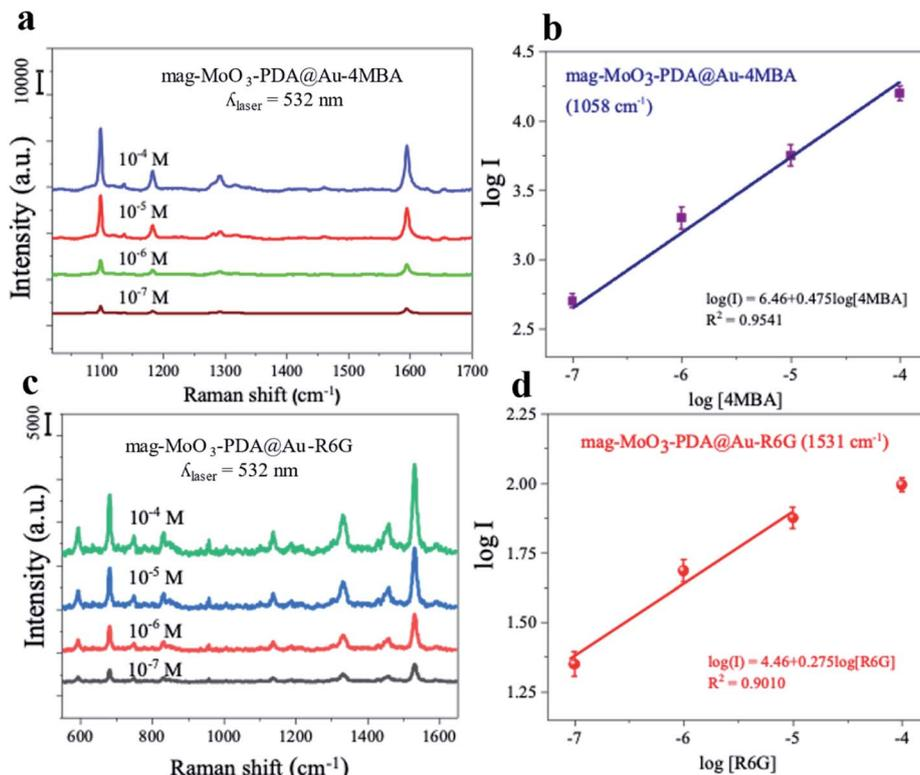 a
10000
mag-MoO3-PDA@Au-4MBA
ʎlaser = 532 nm
10-4 M
10-5 M
10-6 M
10-7 M
Intensity (a.u.)
1100 1200 1300 1400 1500 1600 1700
Raman shift (cm-1)
b
4.5
4.0
3.5
3.0
2.5
log I
mag-MoO3-PDA@Au-4MBA
(1058 cm-1)
log(I) = 6.46+0.475log[4MBA]
R2 = 0.9541
-7 -6 -5 -4
log [4MBA]
c
5000
mag-MoO3-PDA@Au-R6G
ʎlaser = 532 nm
10-4 M
10-5 M
10-6 M
10-7 M
Intensity (a.u.)
600 800 1000 1200 1400 1600
Raman shift (cm-1)
d
2.25
2.00
1.75
1.50
1.25
log I
mag-MoO3-PDA@Au-R6G (1531 cm-1)
log(I) = 4.46+0.275log[R6G]
R2 = 0.9010
-7 -6 -5 -4
log [R6G]